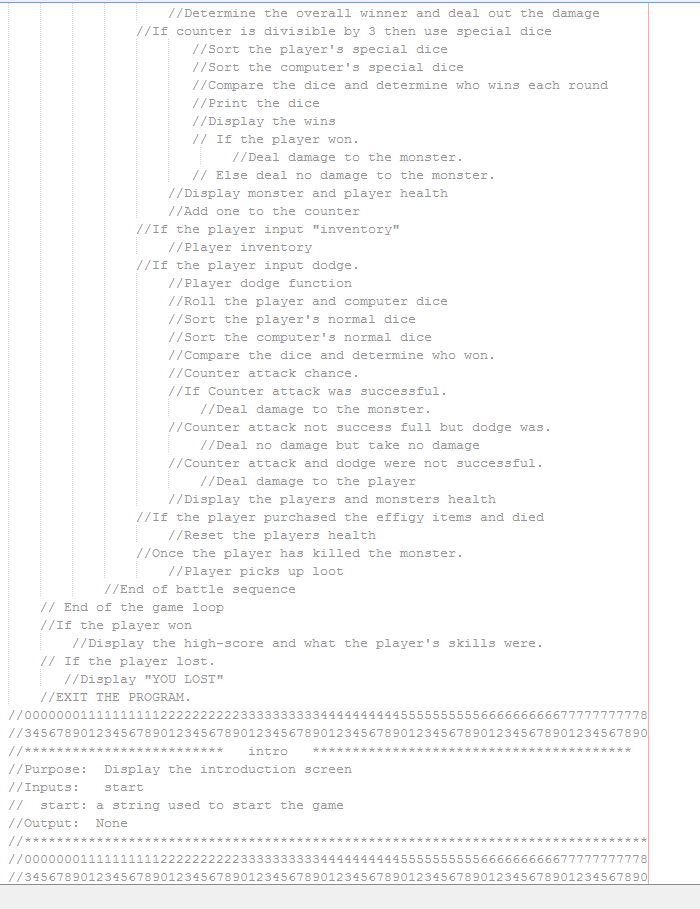 //Determine the overall winner and deal out the damage
//If counter is divisible by 3 then use special dice
//Sort the player's special dice
//Sort the computer's special dice
//Compare the dice and determine who wins each round
//Print the dice
//Display the wins
// If the player won.
//Deal damage to the monster.
// Else deal no damage to the monster.
//Display monster and player health
//Add one to the counter
//If the player input "inventory"
//Player inventory
//If the player input dodge.
//Player dodge function
//Roll the player and computer dice
//Sort the player's normal dice
//Sort the computer's normal dice
//Compare the dice and determine who won.
//Counter attack chance.
//If Counter attack was successful.
//Deal damage to the monster.
//Counter attack not success full but dodge was.
//Deal no damage but take no damage
//Counter attack and dodge were not successful.
//Deal damage to the player
//Display the players and monsters health
//If the player purchased the effigy items and died
//Reset the players health
//Once the player has killed the monster.
//Player picks up loot
//End of battle sequence
// End of the game loop
//If the player won
//Display the high-score and what the player's skills were.
// If the player lost.
//Display "YOU LOST"
//EXIT THE PROGRAM.
//000000011111111112222222222333333333344444444445555555555666666666677777777778
//345678901234567890123456789012345678901234567890123456789012345678901234567890
//*************************   intro   ****************************************
//Purpose:  Display the introduction screen
//Inputs:   start
//  start: a string used to start the game
//Output:  None
//******************************************************************************
//000000011111111112222222222333333333344444444445555555555666666666677777777778
//345678901234567890123456789012345678901234567890123456789012345678901234567890